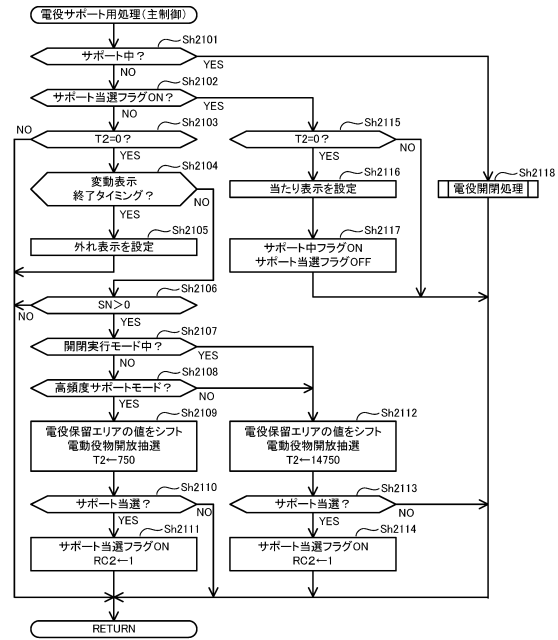 電役サポート用処理(主制御)
Sh2101
サポート中?
NO
YES
Sh2102
サポート当選フラグON?
YES
NO
Sh2103
NO
T2=0?
YES
Sh2115
T2=0?
NO
YES
Sh2104
変動表示
終了タイミング?
NO
YES
Sh2116
当たり表示を設定
Sh2118
電役開閉処理
Sh2105
外れ表示を設定
Sh2117
サポート中フラグON
サポート当選フラグOFF
Sh2106
SN>0
NO
YES
Sh2107
開閉実行モード中?
YES
NO
Sh2108
高頻度サポートモード?
NO
YES
Sh2109
電役保留エリアの値をシフト
電動役物開放抽選
T2←750
Sh2112
電役保留エリアの値をシフト
電動役物開放抽選
T2←14750
Sh2110
サポート当選?
NO
YES
Sh2113
サポート当選?
NO
YES
Sh2111
サポート当選フラグON
RC2←1
Sh2114
サポート当選フラグON
RC2←1
RETURN